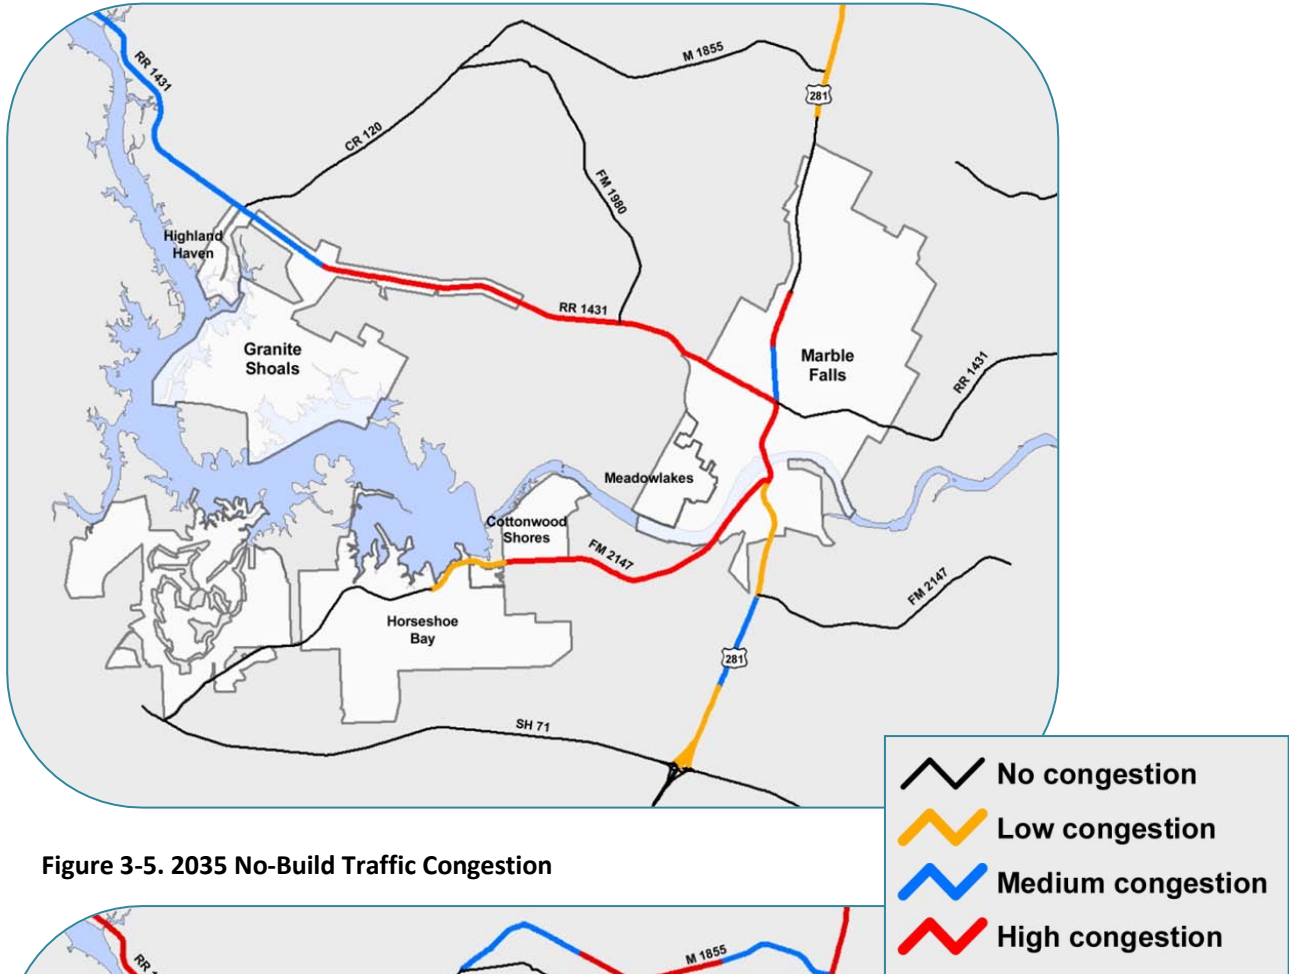 RR 1431
M 1855
281
CR 120
FM 1980
Highland
Haven
RR 1431
Granite
Shoals
Marble
Falls
RR 1431
Meadowlakes
Cottonwood
Shores
FM 2147
FM 2147
Horseshoe
Bay
281
SH 71
No congestion
Low congestion
Medium congestion
High congestion
Figure 3-5. 2035 No-Build Traffic Congestion
M 1855